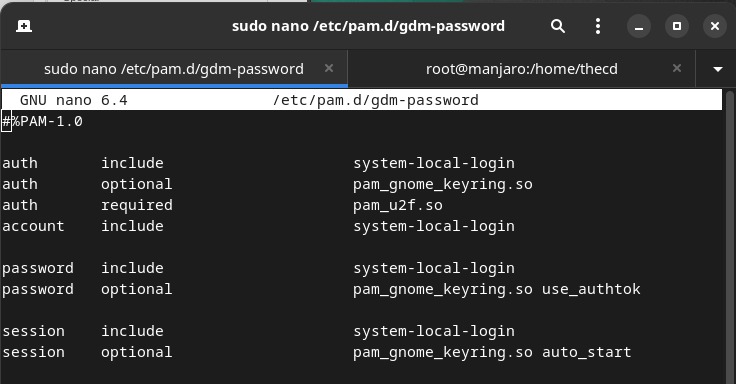 sudo nano /etc/pam.d/gdm-password
sudo nano /etc/pam.d/gdm-password × root@manjaro:/home/thecd ×
GNU nano 6.4 /etc/pam.d/gdm-password
#%PAM-1.0
auth include system-local-login
auth optional pam_gnome_keyring.so
auth required pam_u2f.so
account include system-local-login
password include system-local-login
password optional pam_gnome_keyring.so use_authtok
session include system-local-login
session optional pam_gnome_keyring.so auto_start